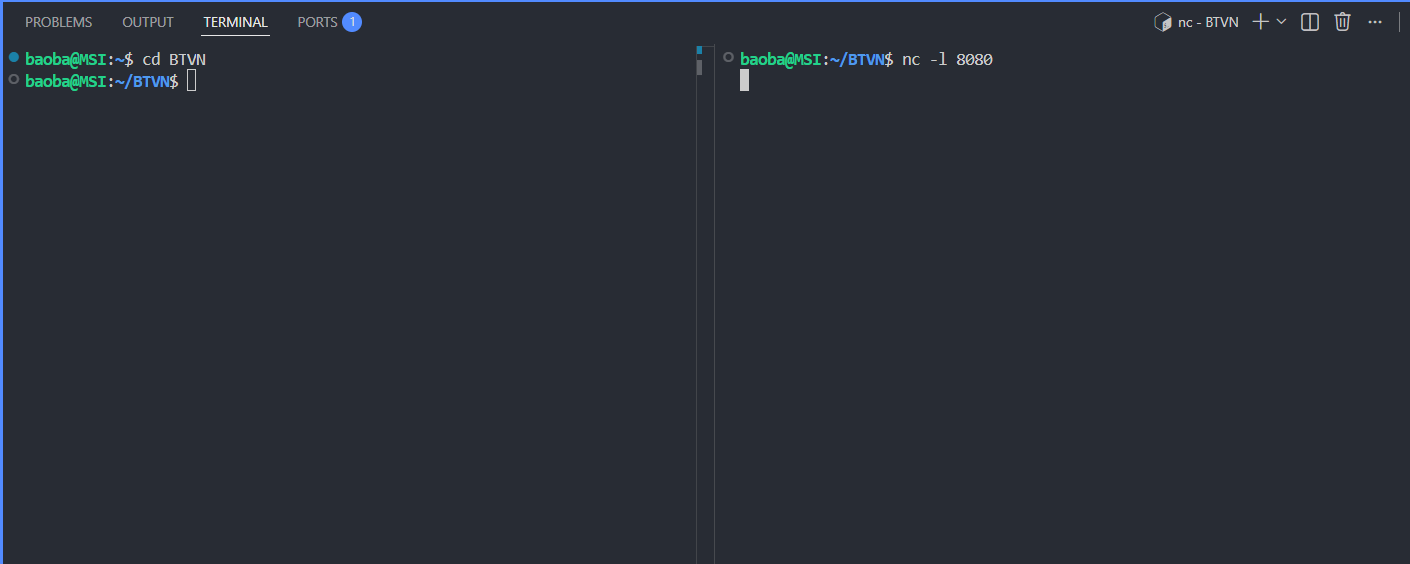 PROBLEMS OUTPUT TERMINAL PORTS 1 nc - BTVN
baoba@MSI:~$ cd BTVN
baoba@MSI:~/BTVN$
baoba@MSI:~/BTVN$ nc -l 8080